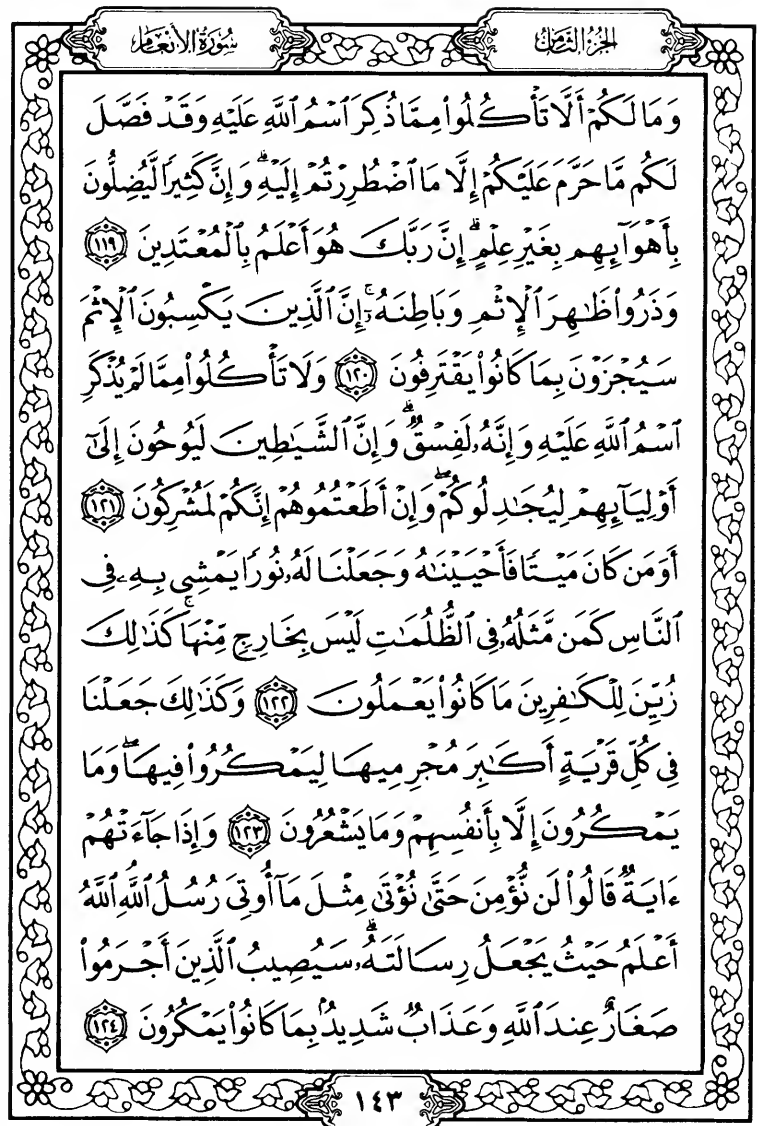 الجزء الثامن
سورة الأنعام
وَمَا لَكُمْ أَلَّا تَأْكُلُوا۟ مِمَّا ذُكِرَ ٱسْمُ ٱللَّهِ عَلَيْهِ وَقَدْ فَصَّلَ
لَكُم مَّا حَرَّمَ عَلَيْكُمْ إِلَّا مَا ٱضْطُرِرْتُمْ إِلَيْهِ ۗ وَإِنَّ كَثِيرًا لَّيُضِلُّونَ
بِأَهْوَآئِهِم بِغَيْرِ عِلْمٍ ۗ إِنَّ رَبَّكَ هُوَ أَعْلَمُ بِٱلْمُعْتَدِينَ ١١٩
وَذَرُوا۟ ظَٰهِرَ ٱلْإِثْمِ وَبَاطِنَهُۥٓ ۚ إِنَّ ٱلَّذِينَ يَكْسِبُونَ ٱلْإِثْمَ
سَيُجْزَوْنَ بِمَا كَانُوا۟ يَقْتَرِفُونَ ١٢٠ وَلَا تَأْكُلُوا۟ مِمَّا لَمْ يُذْكَرِ
ٱسْمُ ٱللَّهِ عَلَيْهِ وَإِنَّهُۥ لَفِسْقٌ ۗ وَإِنَّ ٱلشَّيَٰطِينَ لَيُوحُونَ إِلَىٰٓ
أَوْلِيَآئِهِمْ لِيُجَٰدِلُوكُمْ ۖ وَإِنْ أَطَعْتُمُوهُمْ إِنَّكُمْ لَمُشْرِكُونَ ١٢١
أَوَمَن كَانَ مَيْتًا فَأَحْيَيْنَٰهُ وَجَعَلْنَا لَهُۥ نُورًا يَمْشِى بِهِۦ فِى
ٱلنَّاسِ كَمَن مَّثَلُهُۥ فِى ٱلظُّلُمَٰتِ لَيْسَ بِخَارِجٍ مِّنْهَا ۚ كَذَٰلِكَ
زُيِّنَ لِلْكَٰفِرِينَ مَا كَانُوا۟ يَعْمَلُونَ ١٢٢ وَكَذَٰلِكَ جَعَلْنَا
فِى كُلِّ قَرْيَةٍ أَكَٰبِرَ مُجْرِمِيهَا لِيَمْكُرُوا۟ فِيهَا ۖ وَمَا
يَمْكُرُونَ إِلَّا بِأَنفُسِهِمْ وَمَا يَشْعُرُونَ ١٢٣ وَإِذَا جَآءَتْهُمْ
ءَايَةٌ قَالُوا۟ لَن نُّؤْمِنَ حَتَّىٰ نُؤْتَىٰ مِثْلَ مَآ أُوتِىَ رُسُلُ ٱللَّهِ ۘ ٱللَّهُ
أَعْلَمُ حَيْثُ يَجْعَلُ رِسَالَتَهُۥ ۗ سَيُصِيبُ ٱلَّذِينَ أَجْرَمُوا۟
صَغَارٌ عِندَ ٱللَّهِ وَعَذَابٌ شَدِيدٌۢ بِمَا كَانُوا۟ يَمْكُرُونَ ١٢٤
١٤٣